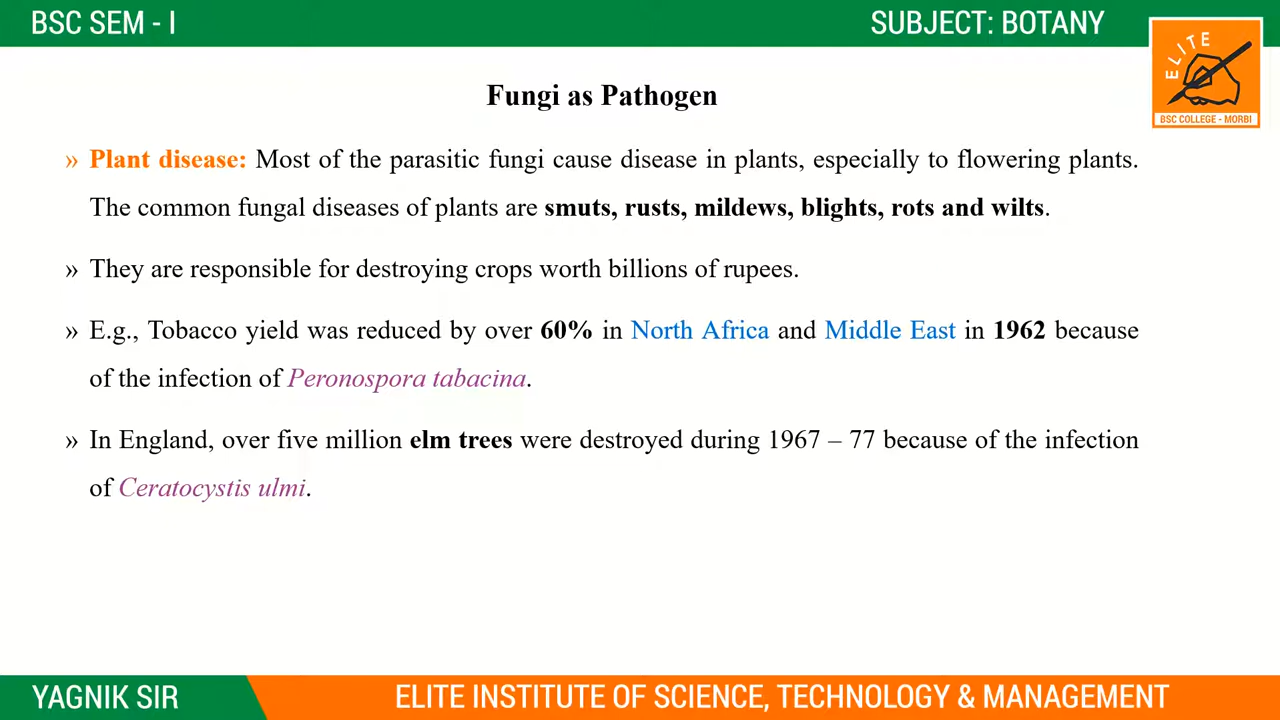 BSC SEM - I
SUBJECT: BOTANY
ELITE
BSC COLLEGE - MORBI
Fungi as Pathogen
» Plant disease: Most of the parasitic fungi cause disease in plants, especially to flowering plants.
The common fungal diseases of plants are smuts, rusts, mildews, blights, rots and wilts.
» They are responsible for destroying crops worth billions of rupees.
» E.g., Tobacco yield was reduced by over 60% in North Africa and Middle East in 1962 because
of the infection of Peronospora tabacina.
» In England, over five million elm trees were destroyed during 1967 – 77 because of the infection
of Ceratocystis ulmi.
YAGNIK SIR
ELITE INSTITUTE OF SCIENCE, TECHNOLOGY & MANAGEMENT